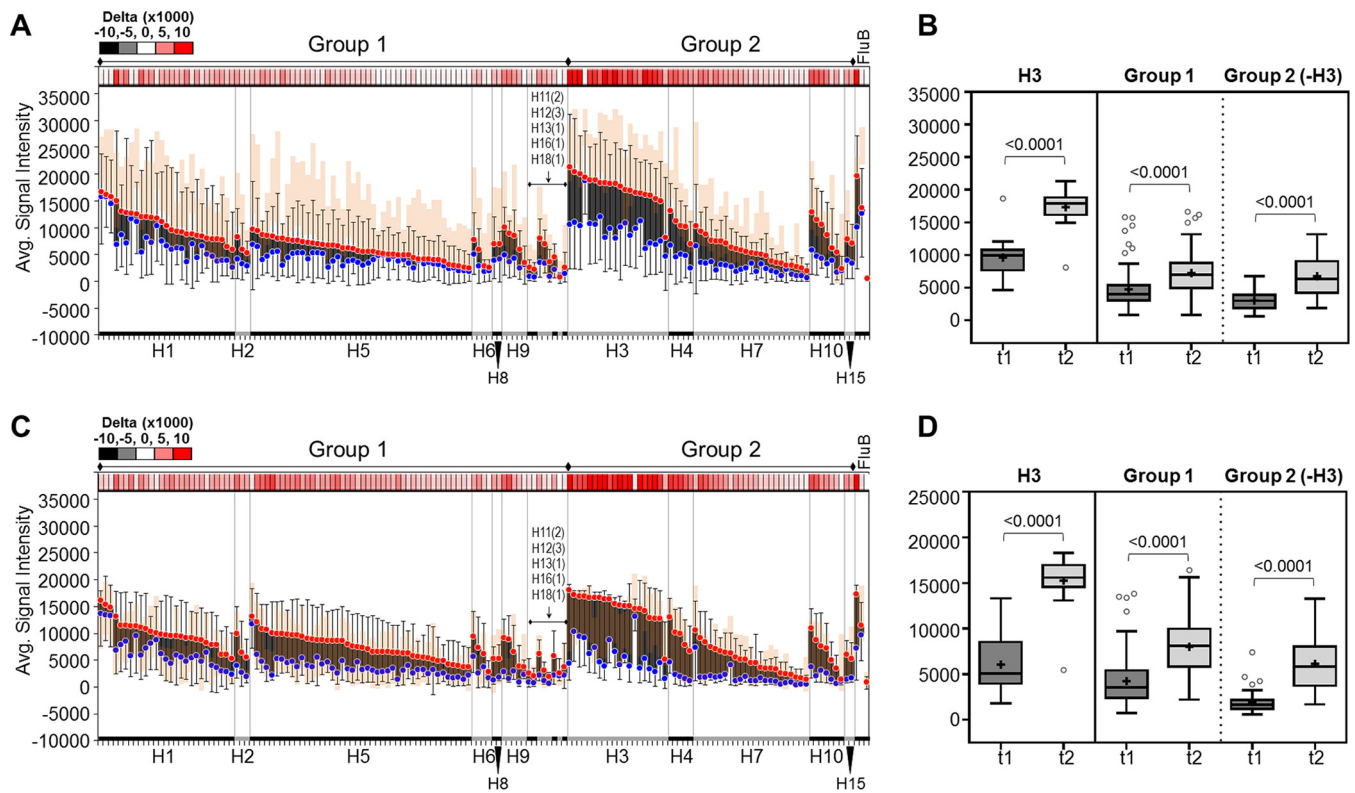 A
Delta (x1000)
-10,-5, 0, 5, 10
Group 1
Group 2
FluB
Avg. Signal Intensity
35000
30000
25000
20000
15000
10000
5000
0
-5000
-10000
H11(2)
H12(3)
H13(1)
H16(1)
H18(1)
H1
H2
H5
H6
H8
H9
H3
H4
H7
H10
H15
B
H3
Group 1
Group 2 (-H3)
35000
30000
25000
20000
15000
10000
5000
0
<0.0001
<0.0001
<0.0001
t1
t2
t1
t2
t1
t2
C
Delta (x1000)
-10,-5, 0, 5, 10
Group 1
Group 2
FluB
Avg. Signal Intensity
35000
30000
25000
20000
15000
10000
5000
0
-5000
-10000
H11(2)
H12(3)
H13(1)
H16(1)
H18(1)
H1
H2
H5
H6
H8
H9
H3
H4
H7
H10
H15
D
H3
Group 1
Group 2 (-H3)
25000
20000
15000
10000
5000
0
<0.0001
<0.0001
<0.0001
t1
t2
t1
t2
t1
t2